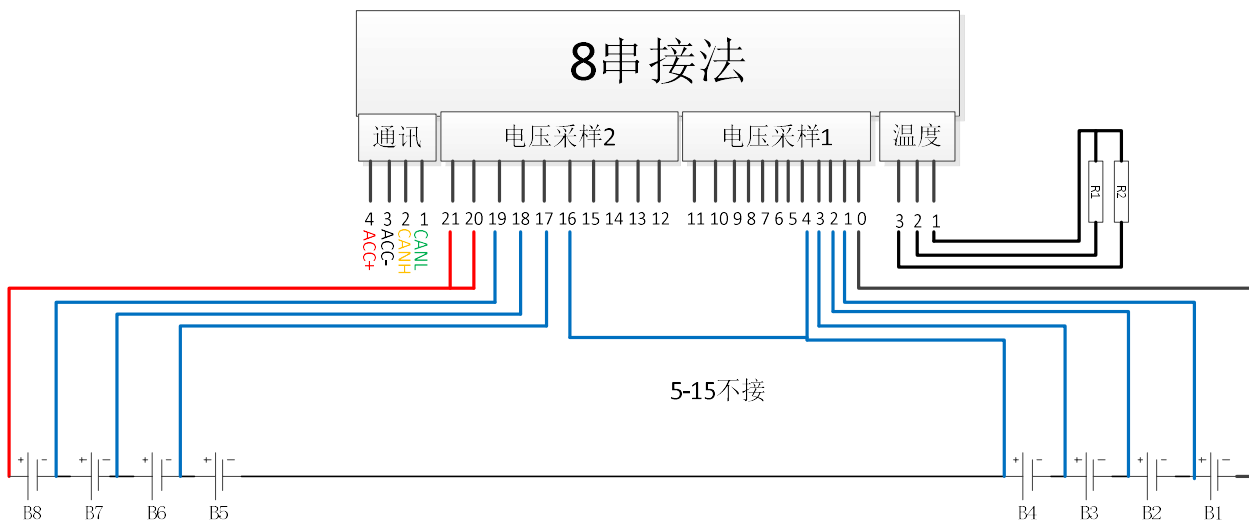 8串接法
通讯 电压采样2 电压采样1 温度
4 3 2 1 21 20 19 18 17 16 15 14 13 12 11 10 9 8 7 6 5 4 3 2 1 0 3 2 1
ACC+ ACC- CANH CANL
R1 R2
5-15不接
+ - + - + - + - + - + - + - + -
B8 B7 B6 B5 B4 B3 B2 B1